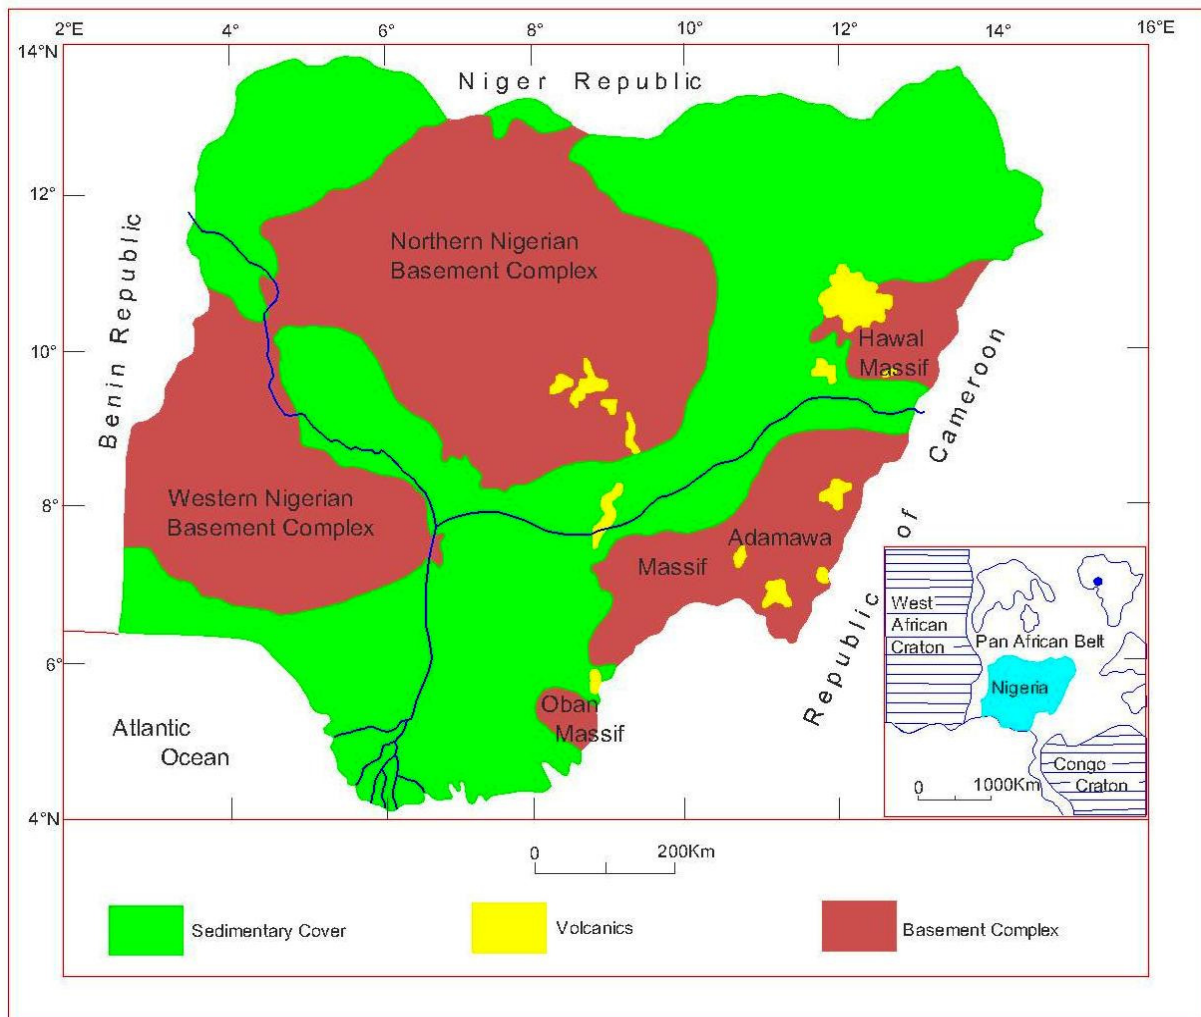 2°E 4° 6° 8° 10° 12° 14° 16°E
14°N
Niger Republic
12°
Benin Republic
Northern Nigerian
Basement Complex
10°
Hawal
Massif
Republic of Cameroon
8°
Western Nigerian
Basement Complex
Adamawa
Massif
6°
Oban
Massif
Atlantic
Ocean
4°N
West
African
Craton
Pan African Belt
Nigeria
Congo
Craton
0 1000Km
0 200Km
Sedimentary Cover
Volcanics
Basement Complex